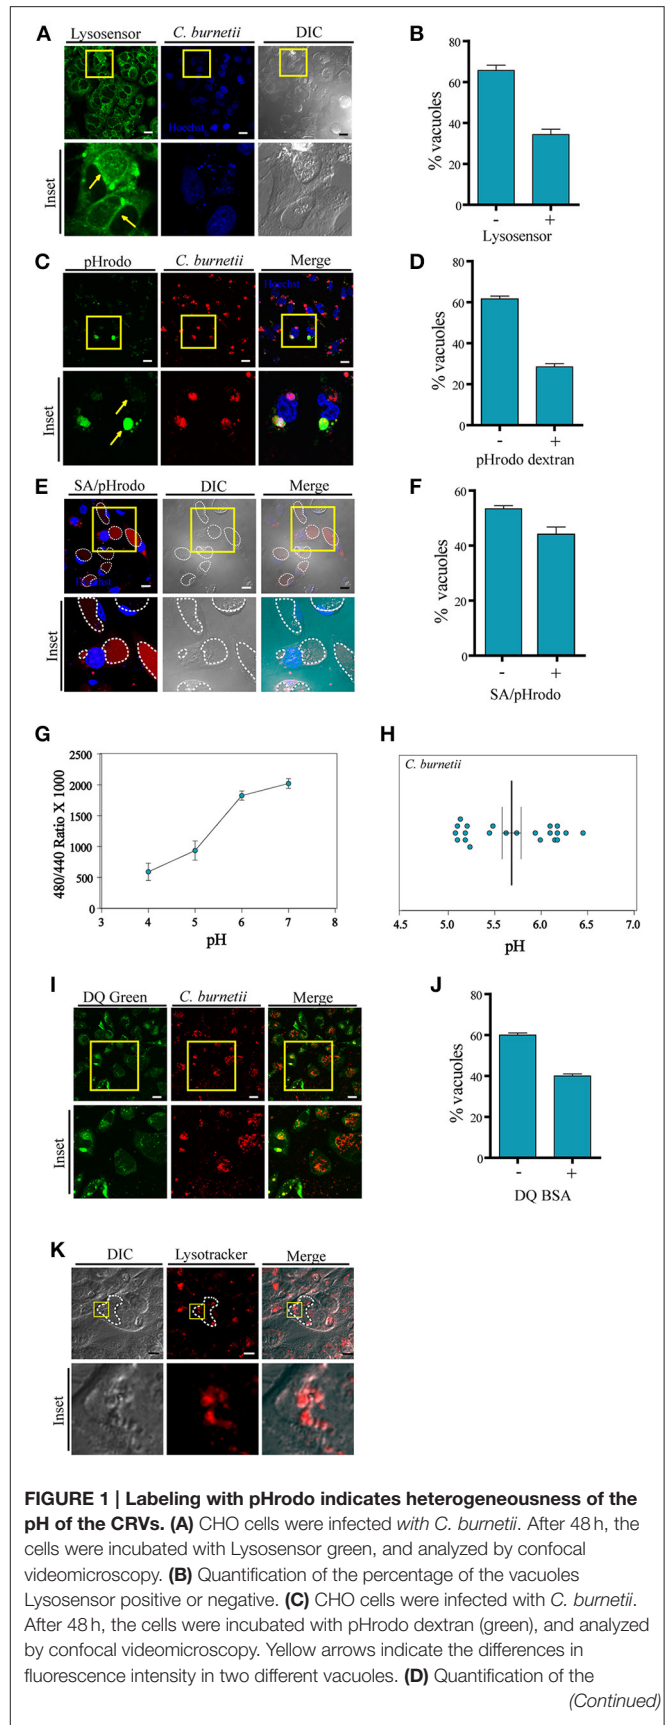 A
Lysosensor
C. burnetii
DIC
Hoechst
Inset
B
% vacuoles
80
60
40
20
0
- +
Lysosensor
C
pHrodo
C. burnetii
Merge
Hoechst
Inset
D
% vacuoles
80
60
40
20
0
- +
pHrodo dextran
E
SA/pHrodo
DIC
Merge
Inset
F
% vacuoles
60
40
20
0
- +
SA/pHrodo
G
480/440 Ratio X 1000
2500
2000
1500
1000
500
0
3 4 5 6 7 8
pH
H
C. burnetii
4.5 5.0 5.5 6.0 6.5 7.0
pH
I
DQ Green
C. burnetii
Merge
Inset
J
% vacuoles
80
60
40
20
0
- +
DQ BSA
K
DIC
Lysotracker
Merge
Inset
FIGURE 1 | Labeling with pHrodo indicates heterogeneousness of the
pH of the CRVs. (A) CHO cells were infected with C. burnetii. After 48 h, the
cells were incubated with Lysosensor green, and analyzed by confocal
videomicroscopy. (B) Quantification of the percentage of the vacuoles
Lysosensor positive or negative. (C) CHO cells were infected with C. burnetii.
After 48 h, the cells were incubated with pHrodo dextran (green), and analyzed
by confocal videomicroscopy. Yellow arrows indicate the differences in
fluorescence intensity in two different vacuoles. (D) Quantification of the
(Continued)